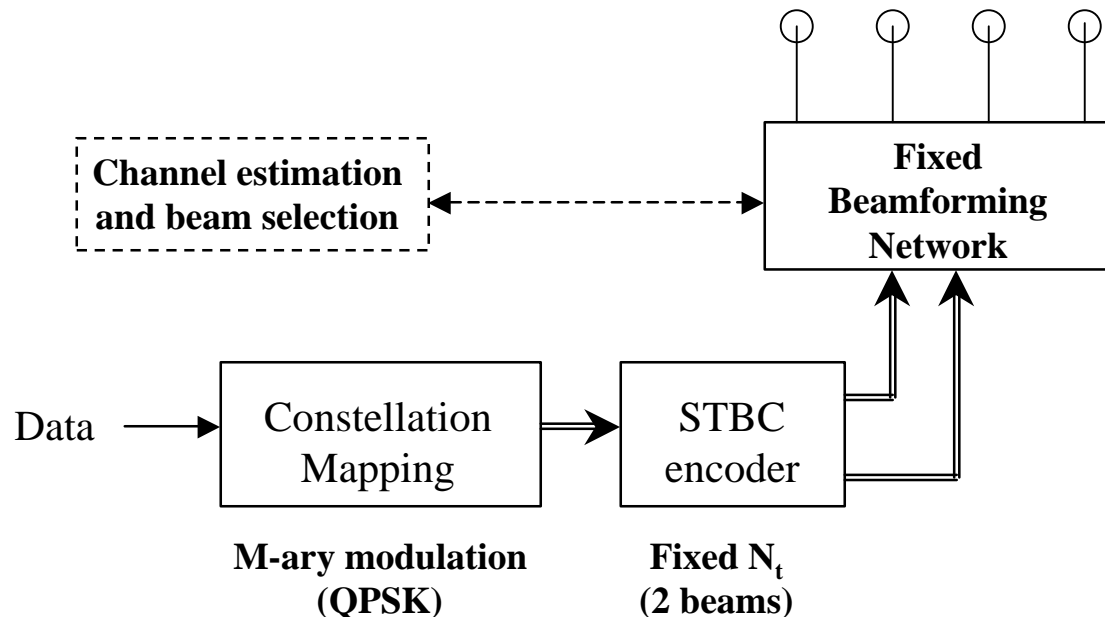 Fixed
Beamforming
Network
Channel estimation
and beam selection
Data
Constellation
Mapping
STBC
encoder
M-ary modulation
(QPSK)
Fixed Nₜ
(2 beams)